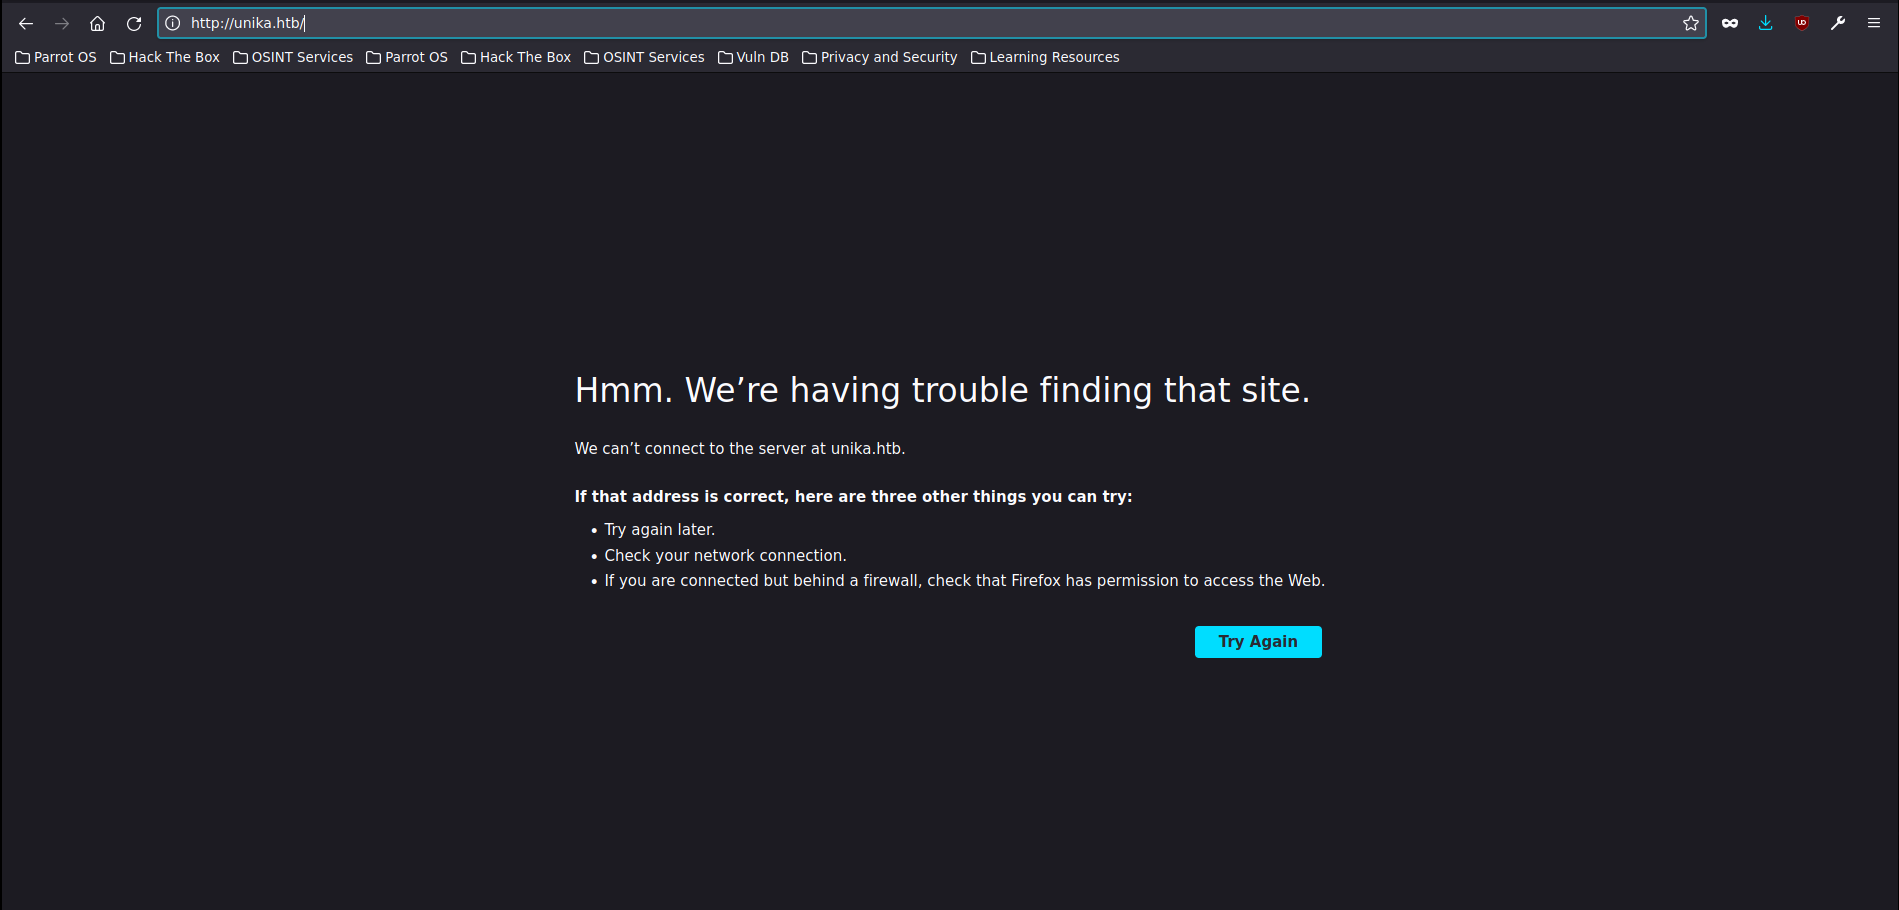 http://unika.htb/
Parrot OS Hack The Box OSINT Services Parrot OS Hack The Box OSINT Services Vuln DB Privacy and Security Learning Resources
Hmm. We’re having trouble finding that site.
We can’t connect to the server at unika.htb.
If that address is correct, here are three other things you can try:
• Try again later.
• Check your network connection.
• If you are connected but behind a firewall, check that Firefox has permission to access the Web.
Try Again